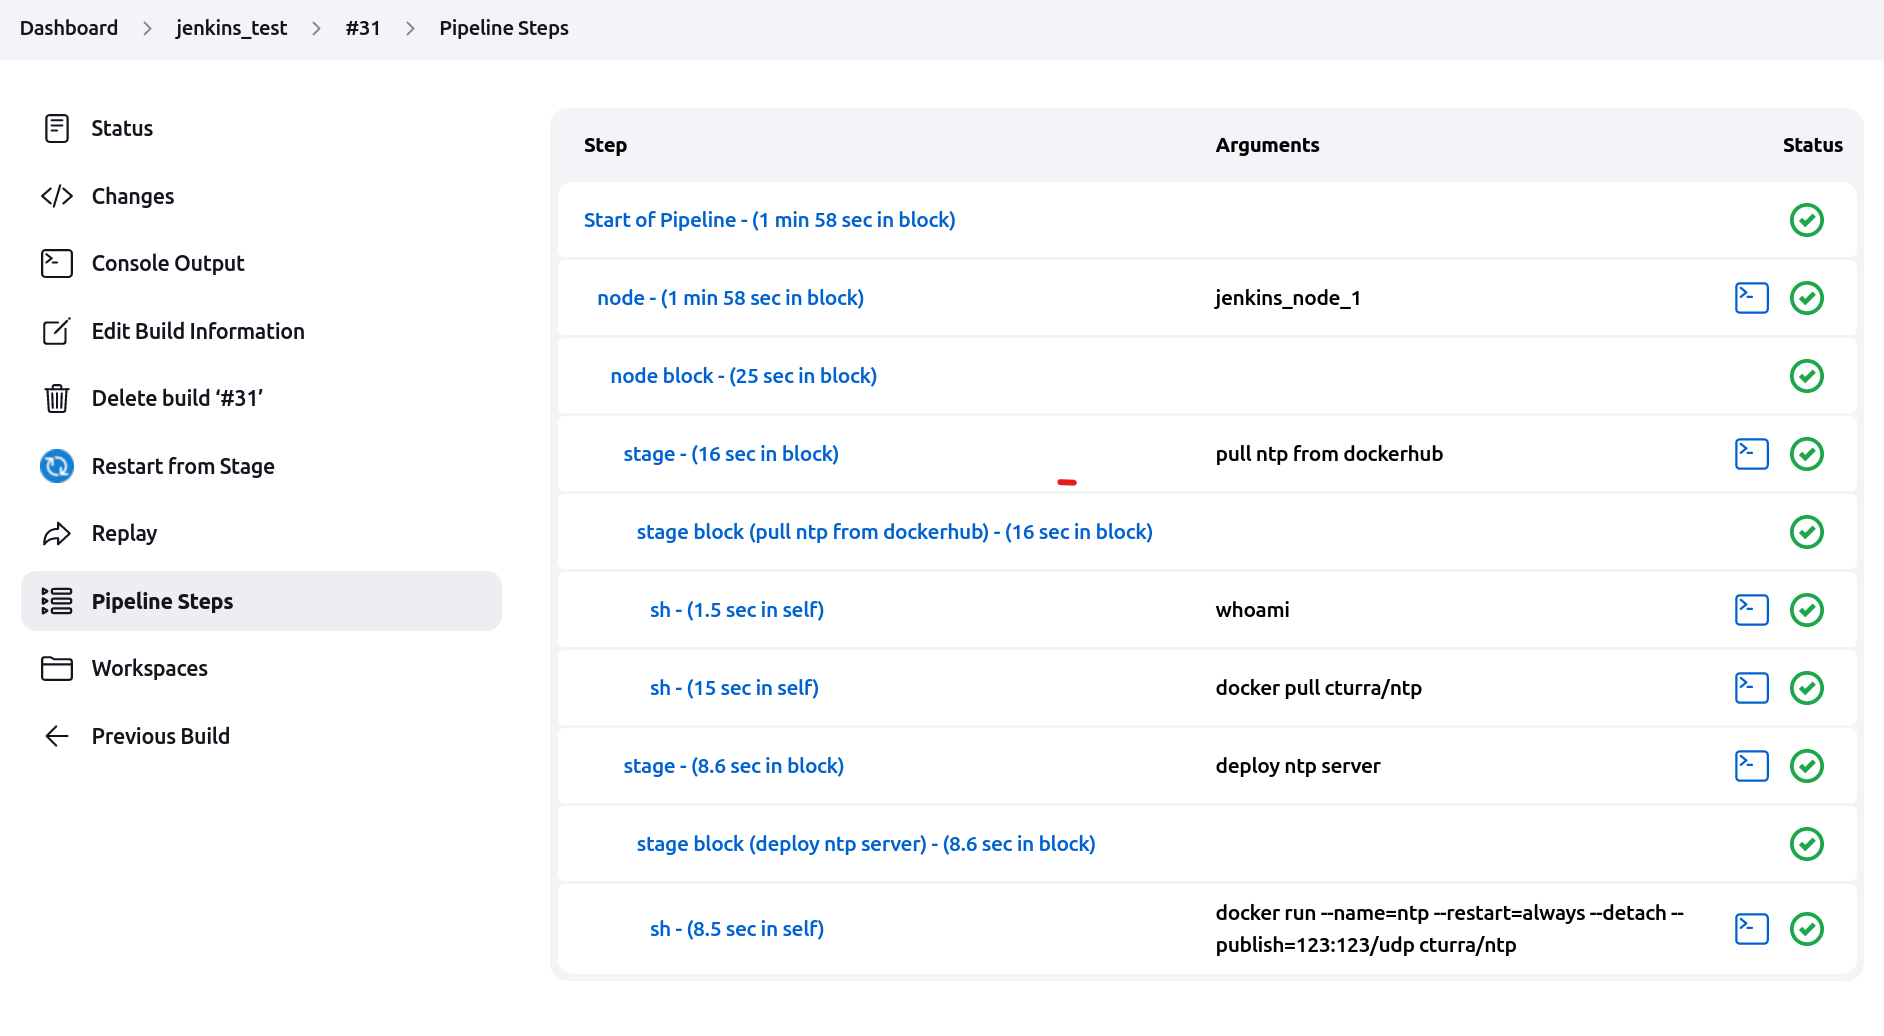 Dashboard > jenkins_test > #31 > Pipeline Steps
Status
Changes
Console Output
Edit Build Information
Delete build ‘#31’
Restart from Stage
Replay
Pipeline Steps
Workspaces
Previous Build
Step Arguments Status
Start of Pipeline - (1 min 58 sec in block)
node - (1 min 58 sec in block) jenkins_node_1
node block - (25 sec in block)
stage - (16 sec in block) pull ntp from dockerhub
stage block (pull ntp from dockerhub) - (16 sec in block)
sh - (1.5 sec in self) whoami
sh - (15 sec in self) docker pull cturra/ntp
stage - (8.6 sec in block) deploy ntp server
stage block (deploy ntp server) - (8.6 sec in block)
sh - (8.5 sec in self) docker run --name=ntp --restart=always --detach --
publish=123:123/udp cturra/ntp